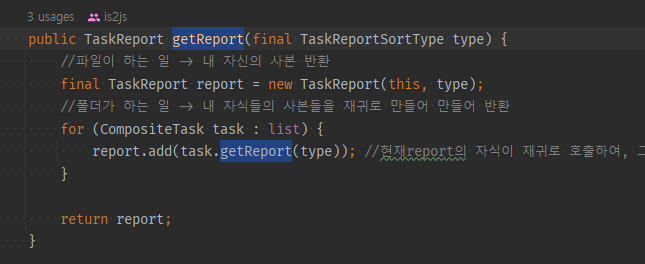 3 usages is2js
public TaskReport getReport(final TaskReportSortType type) {
//파일이 하는 일 -> 내 자신의 사본 반환
final TaskReport report = new TaskReport(this, type);
//폴더가 하는 일 -> 내 자식들의 사본들을 재귀로 만들어 만들어 반환
for (CompositeTask task : list) {
report.add(task.getReport(type)); //현재report의 자식이 재귀로 호출하여,
}
return report;
}